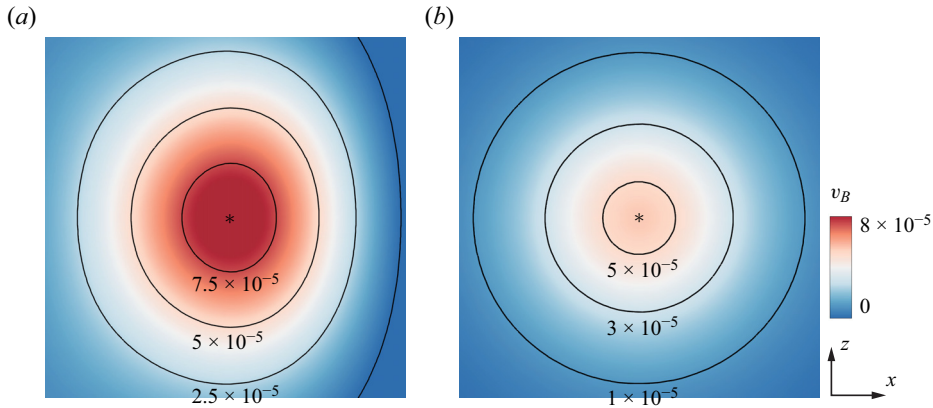 (a)
*
7.5 × 10⁻⁵
5 × 10⁻⁵
2.5 × 10⁻⁵
(b)
*
5 × 10⁻⁵
3 × 10⁻⁵
1 × 10⁻⁵
v_B
8 × 10⁻⁵
0
z
x